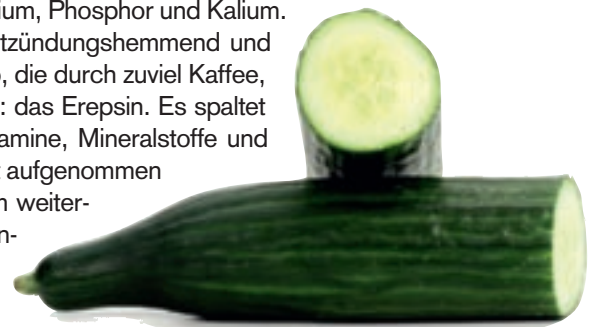 ium, Phosphor und Kalium.
tzündungshemmend und
, die durch zuviel Kaffee,
: das Erepsin. Es spaltet
amine, Mineralstoffe und
t aufgenommen
n weiter-
n-